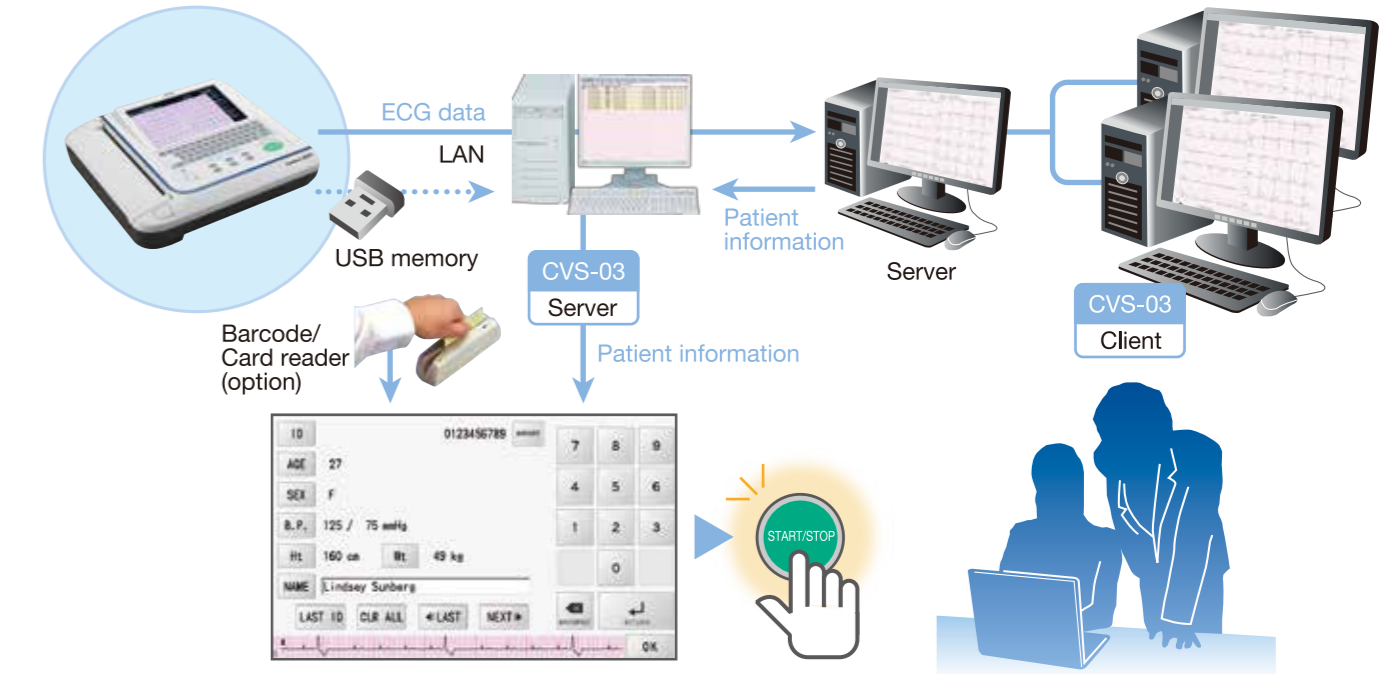 ECG data
LAN
USB memory
Patient
information
Server
CVS-03
Server
CVS-03
Client
Barcode/
Card reader
(option)
Patient information
ID 0123456789
7 8 9
AGE 27
4 5 6
SEX F
B.P. 125 / 75 mmHg
1 2 3
Ht 160 cm Wt 49 kg
0
NAME Lindsey Sunberg
LAST ID CLR ALL LAST NEXT
OK
START/STOP